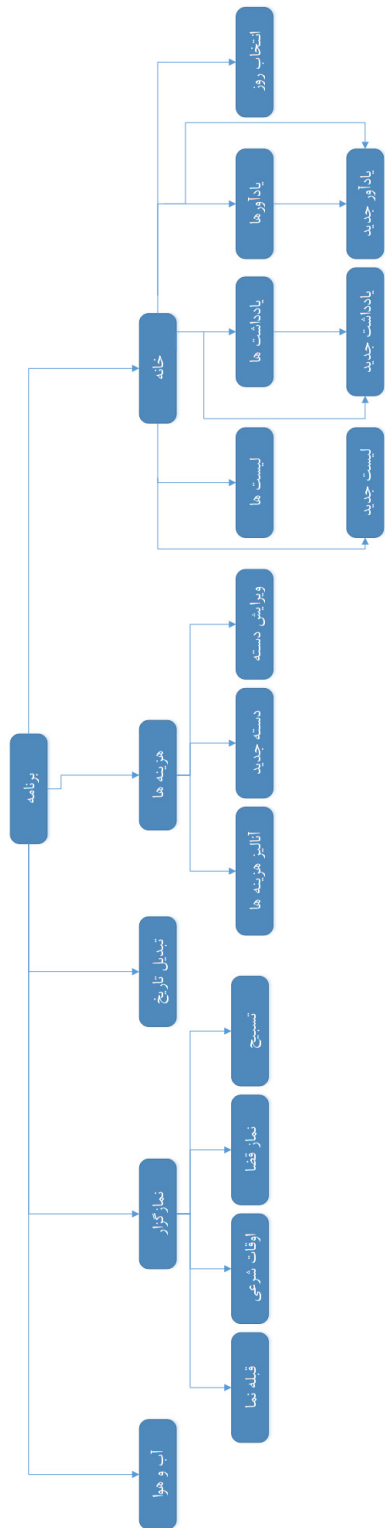 برنامه
خانه
هزینه ها
تبدیل تاریخ
نمازگزار
آب و هوا
انتخاب روز
یادآورها
یادداشت ها
لیست ها
یادآور جدید
یادداشت جدید
لیست جدید
ویرایش دسته
دسته جدید
آنالیز هزینه ها
تسبیح
نماز قضا
اوقات شرعی
قبله نما